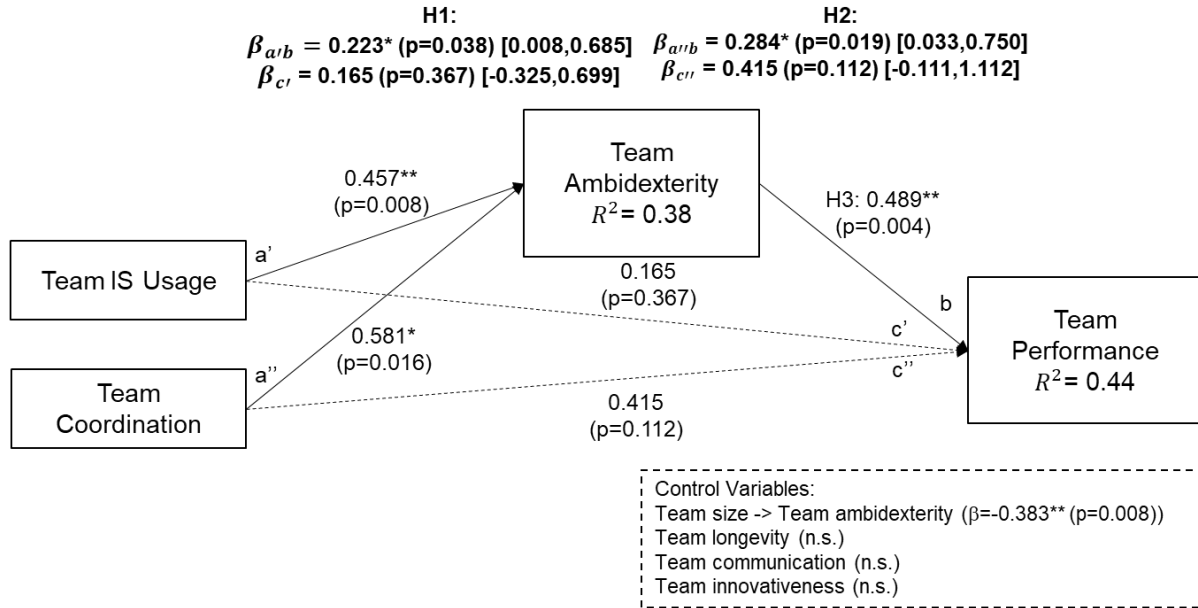 H1:
βa′b = 0.223* (p=0.038) [0.008,0.685]
βc′ = 0.165 (p=0.367) [-0.325,0.699]
H2:
βa′′b = 0.284* (p=0.019) [0.033,0.750]
βc′′ = 0.415 (p=0.112) [-0.111,1.112]
Team
Ambidexterity
R²= 0.38
0.457**
(p=0.008)
H3: 0.489**
(p=0.004)
a’
Team IS Usage
0.165
(p=0.367)
b
c’
0.581*
(p=0.016)
Team
Performance
R²= 0.44
c’’
a’’
Team
Coordination
0.415
(p=0.112)
Control Variables:
Team size -> Team ambidexterity (β=-0.383** (p=0.008))
Team longevity (n.s.)
Team communication (n.s.)
Team innovativeness (n.s.)